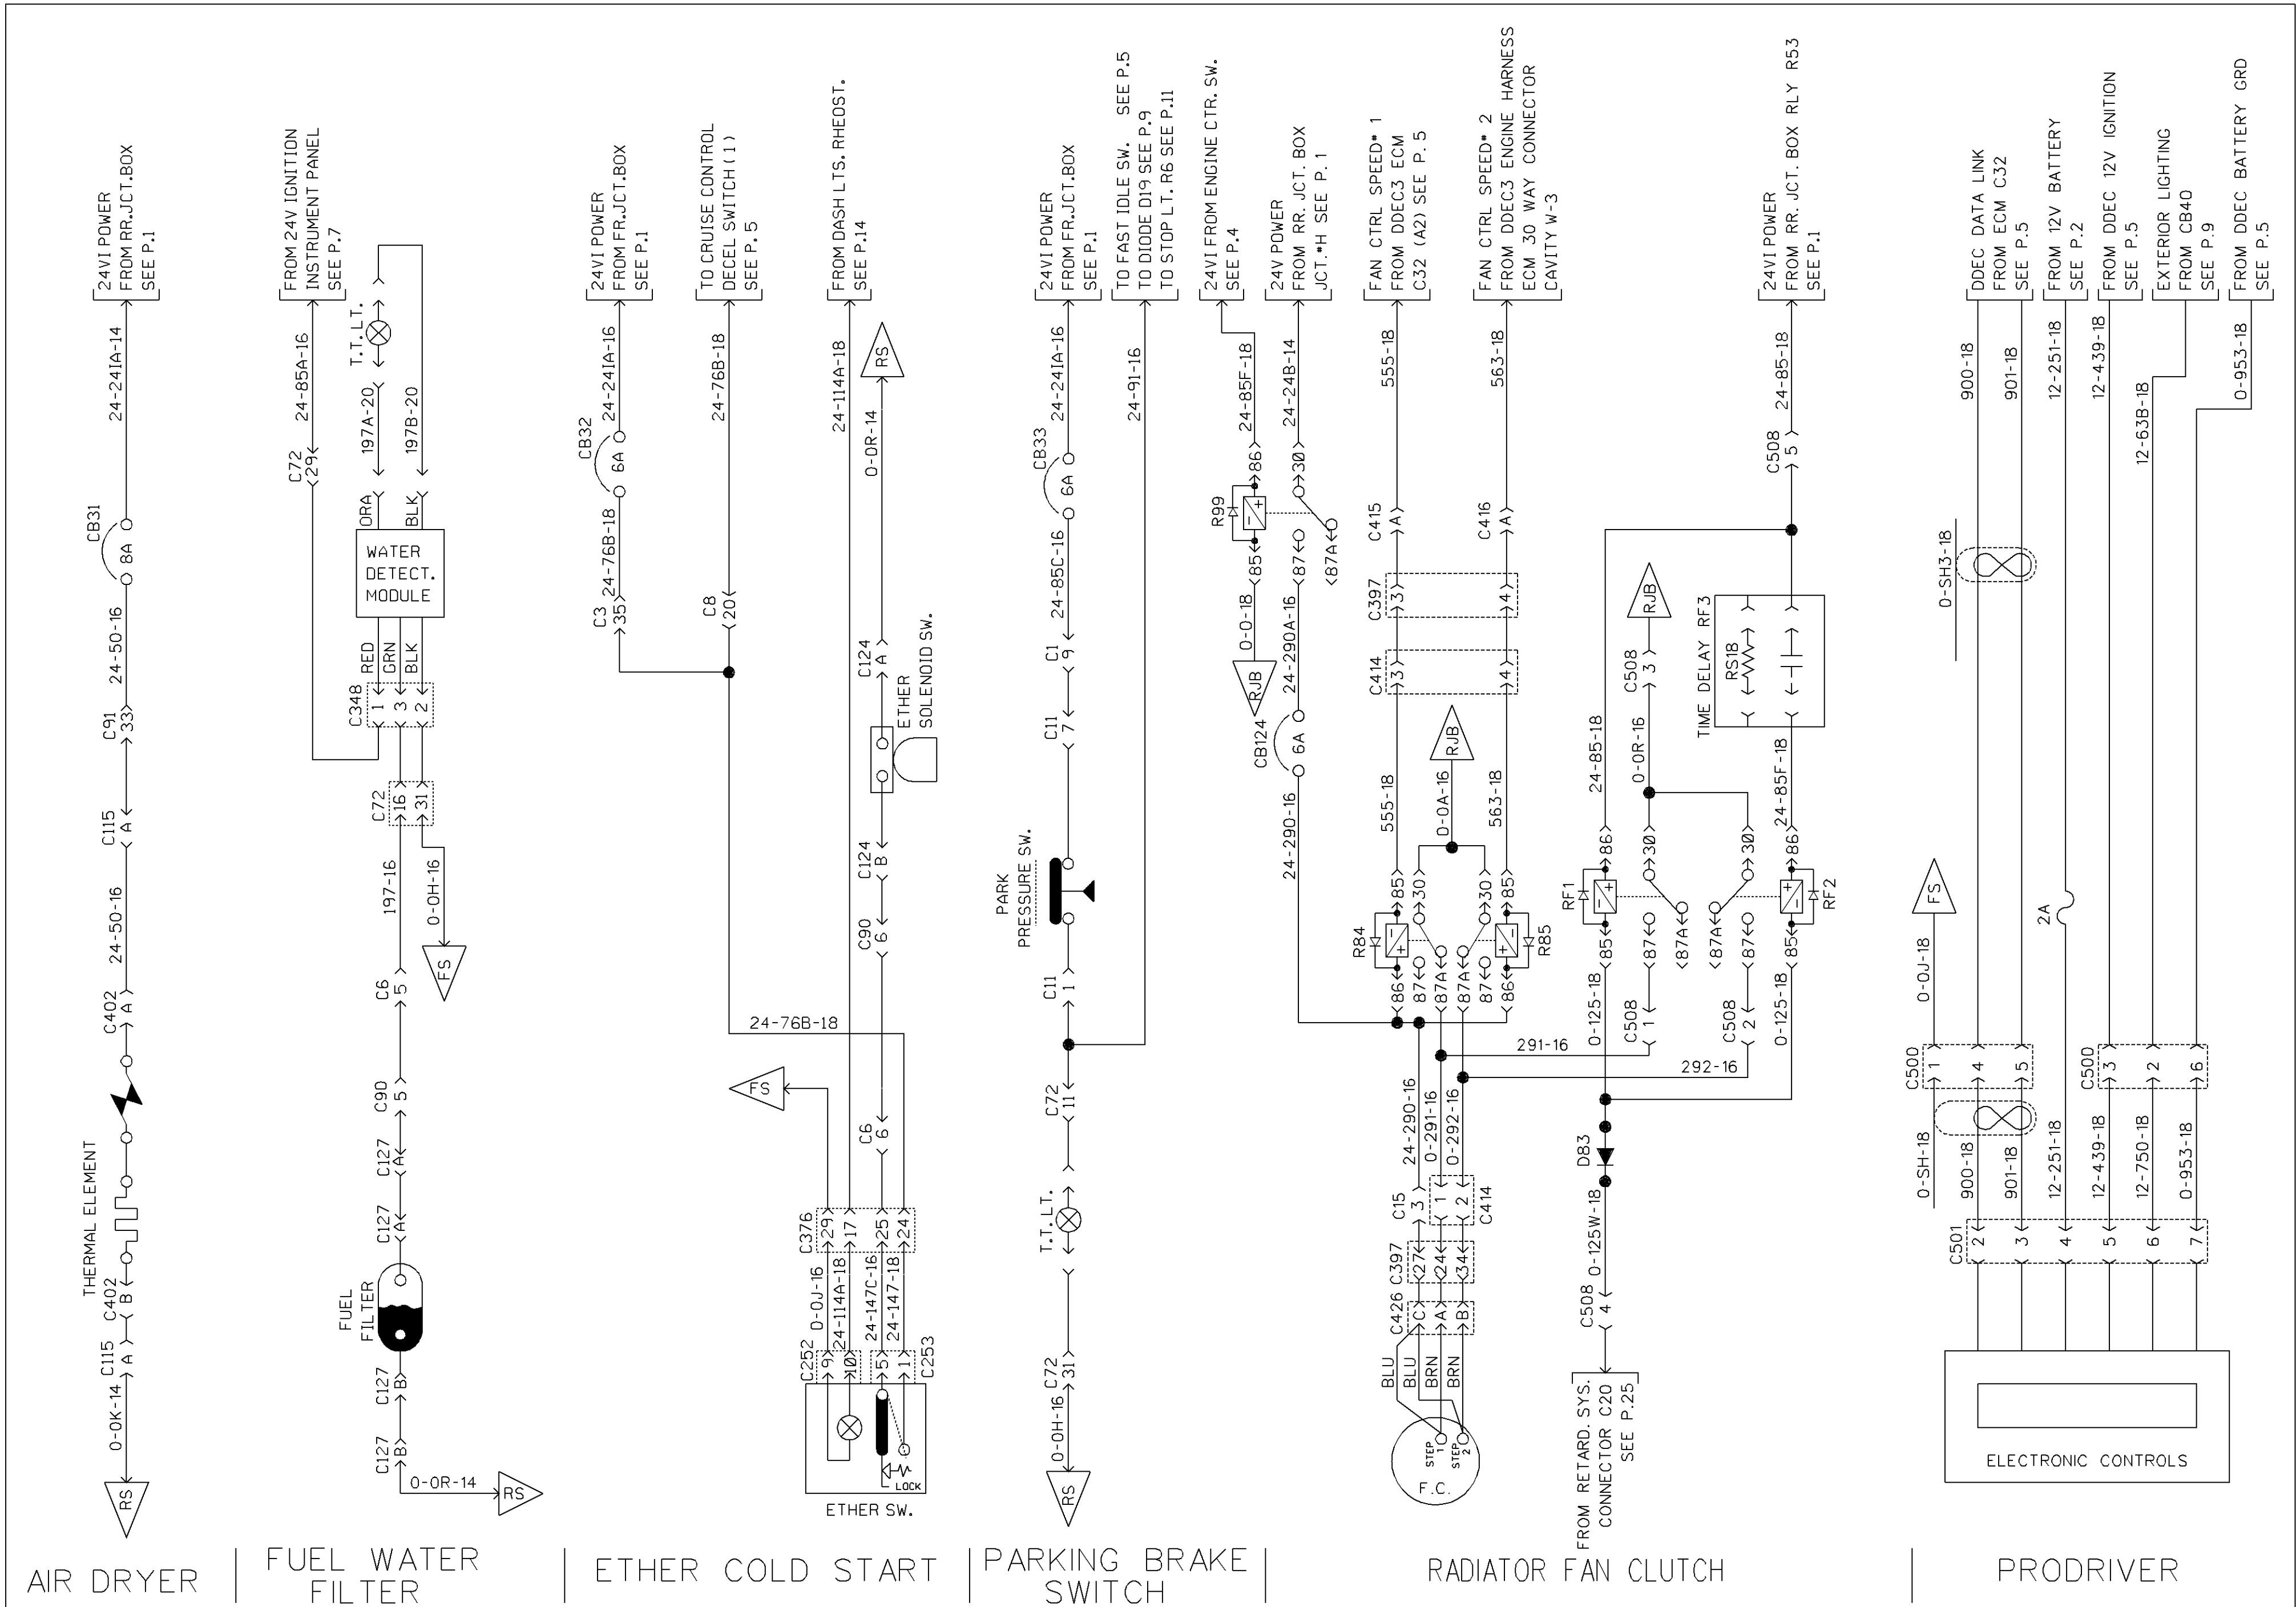 24VI POWER
FROM RR.JCT.BOX
SEE P.1
24-24IA-14
CB31
8A
24-50-16
C91
33
C115
A
24-50-16
C402
A
THERMAL ELEMENT
C402
B
C115
A
0-0K-14
RS
AIR DRYER
FROM 24V IGNITION
INSTRUMENT PANEL
SEE P.7
24-85A-16
C72
29
T.T.LT.
197A-20
197B-20
ORA
BLK
WATER
DETECT.
MODULE
RED
GRN
BLK
C348
1
3
2
C72
16
31
197-16
0-0H-16
FS
C6
5
C90
5
C127
A
C127
A
FUEL
FILTER
C127
B
C127
B
0-0R-14
RS
FUEL WATER
FILTER
24VI POWER
FROM FR.JCT.BOX
SEE P.1
24-24IA-16
CB32
6A
24-76B-18
C3
35
TO CRUISE CONTROL
DECEL SWITCH (1)
SEE P. 5
24-76B-18
C8
20
24-76B-18
FROM DASH LTS. RHEOST.
SEE P.14
24-114A-18
RS
0-0R-14
C124
A
ETHER
SOLENOID SW.
C124
B
C90
6
C6
6
FS
C376
29
17
25
24
0-0J-16
24-114A-18
24-147C-16
24-147-18
C252
9
10
5
1
C253
LOCK
ETHER SW.
ETHER COLD START
24VI POWER
FROM FR.JCT.BOX
SEE P.1
24-24IA-16
CB33
6A
24-85C-16
C1
9
C11
7
PARK
PRESSURE SW.
C11
1
TO FAST IDLE SW. SEE P.5
TO DIODE D19 SEE P.9
TO STOP LT. R6 SEE P.11
24-91-16
C72
11
T.T.LT.
C72
31
0-0H-16
RS
PARKING BRAKE
SWITCH
24VI FROM ENGINE CTR. SW.
SEE P.4
24-85F-18
24V POWER
FROM RR. JCT. BOX
JCT.#H SEE P. 1
24-24B-14
R99
86
85
30
87
87A
0-0-18
RJB
24-290A-16
CB124
6A
24-290-16
FAN CTRL SPEED# 1
FROM DDEC3 ECM
C32 (A2) SEE P. 5
555-18
C415
A
FAN CTRL SPEED# 2
FROM DDEC3 ENGINE HARNESS
ECM 30 WAY CONNECTOR
CAVITY W-3
563-18
C416
A
C397
3
4
C414
3
4
RJB
555-18
0-0A-16
563-18
R84
85
30
30
85
R85
86
87
87A
87A
87
86
291-16
292-16
24-290-16
0-291-16
0-292-16
C15
3
1
2
C414
C397
27
24
34
C426
C
A
B
BLU
BLU
BRN
BRN
STEP
1
STEP
2
F.C.
24VI POWER
FROM RR. JCT. BOX RLY R53
SEE P.1
24-85-18
C508
5
RJB
C508
3
0-0R-16
TIME DELAY RF3
RS18
24-85-18
24-85F-18
RF1
86
30
30
86
RF2
85
87
87A
87A
87
85
0-125-18
C508
1
C508
2
0-125-18
D83
0-125W-18
C508
4
FROM RETARD. SYS.
CONNECTOR C20
SEE P.25
RADIATOR FAN CLUTCH
DDEC DATA LINK
FROM ECM C32
SEE P.5
900-18
901-18
FROM 12V BATTERY
SEE P.2
12-251-18
FROM DDEC 12V IGNITION
SEE P.5
12-439-18
EXTERIOR LIGHTING
FROM CB40
SEE P.9
12-63B-18
FROM DDEC BATTERY GRD
SEE P.5
0-953-18
0-SH3-18
FS
0-0J-18
2A
C500
1
4
5
C500
3
2
6
0-SH-18
900-18
901-18
12-251-18
12-439-18
12-750-18
0-953-18
C501
2
3
4
5
6
7
ELECTRONIC CONTROLS
PRODRIVER